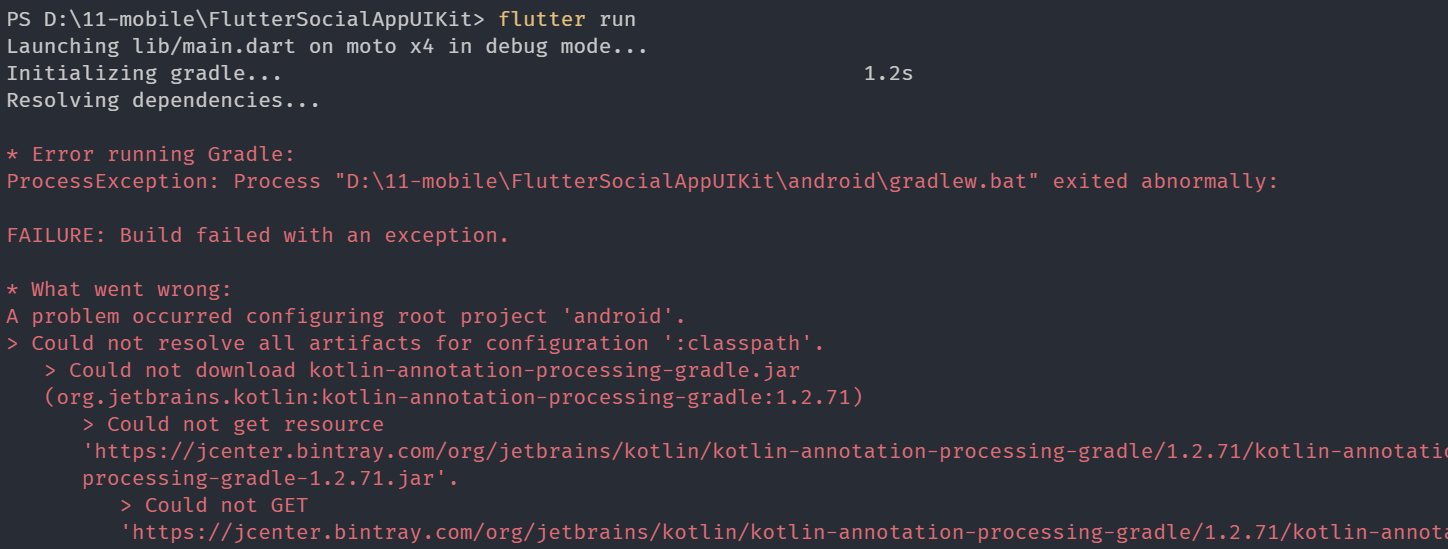 PS D:\11-mobile\FlutterSocialAppUIKit> flutter run
Launching lib/main.dart on moto x4 in debug mode...
Initializing gradle... 1.2s
Resolving dependencies...
* Error running Gradle:
ProcessException: Process "D:\11-mobile\FlutterSocialAppUIKit\android\gradlew.bat" exited abnormally:
FAILURE: Build failed with an exception.
* What went wrong:
A problem occurred configuring root project 'android'.
> Could not resolve all artifacts for configuration ':classpath'.
> Could not download kotlin-annotation-processing-gradle.jar
(org.jetbrains.kotlin:kotlin-annotation-processing-gradle:1.2.71)
> Could not get resource
'https://jcenter.bintray.com/org/jetbrains/kotlin/kotlin-annotation-processing-gradle/1.2.71/kotlin-annotatio
processing-gradle-1.2.71.jar'.
> Could not GET
'https://jcenter.bintray.com/org/jetbrains/kotlin/kotlin-annotation-processing-gradle/1.2.71/kotlin-annota